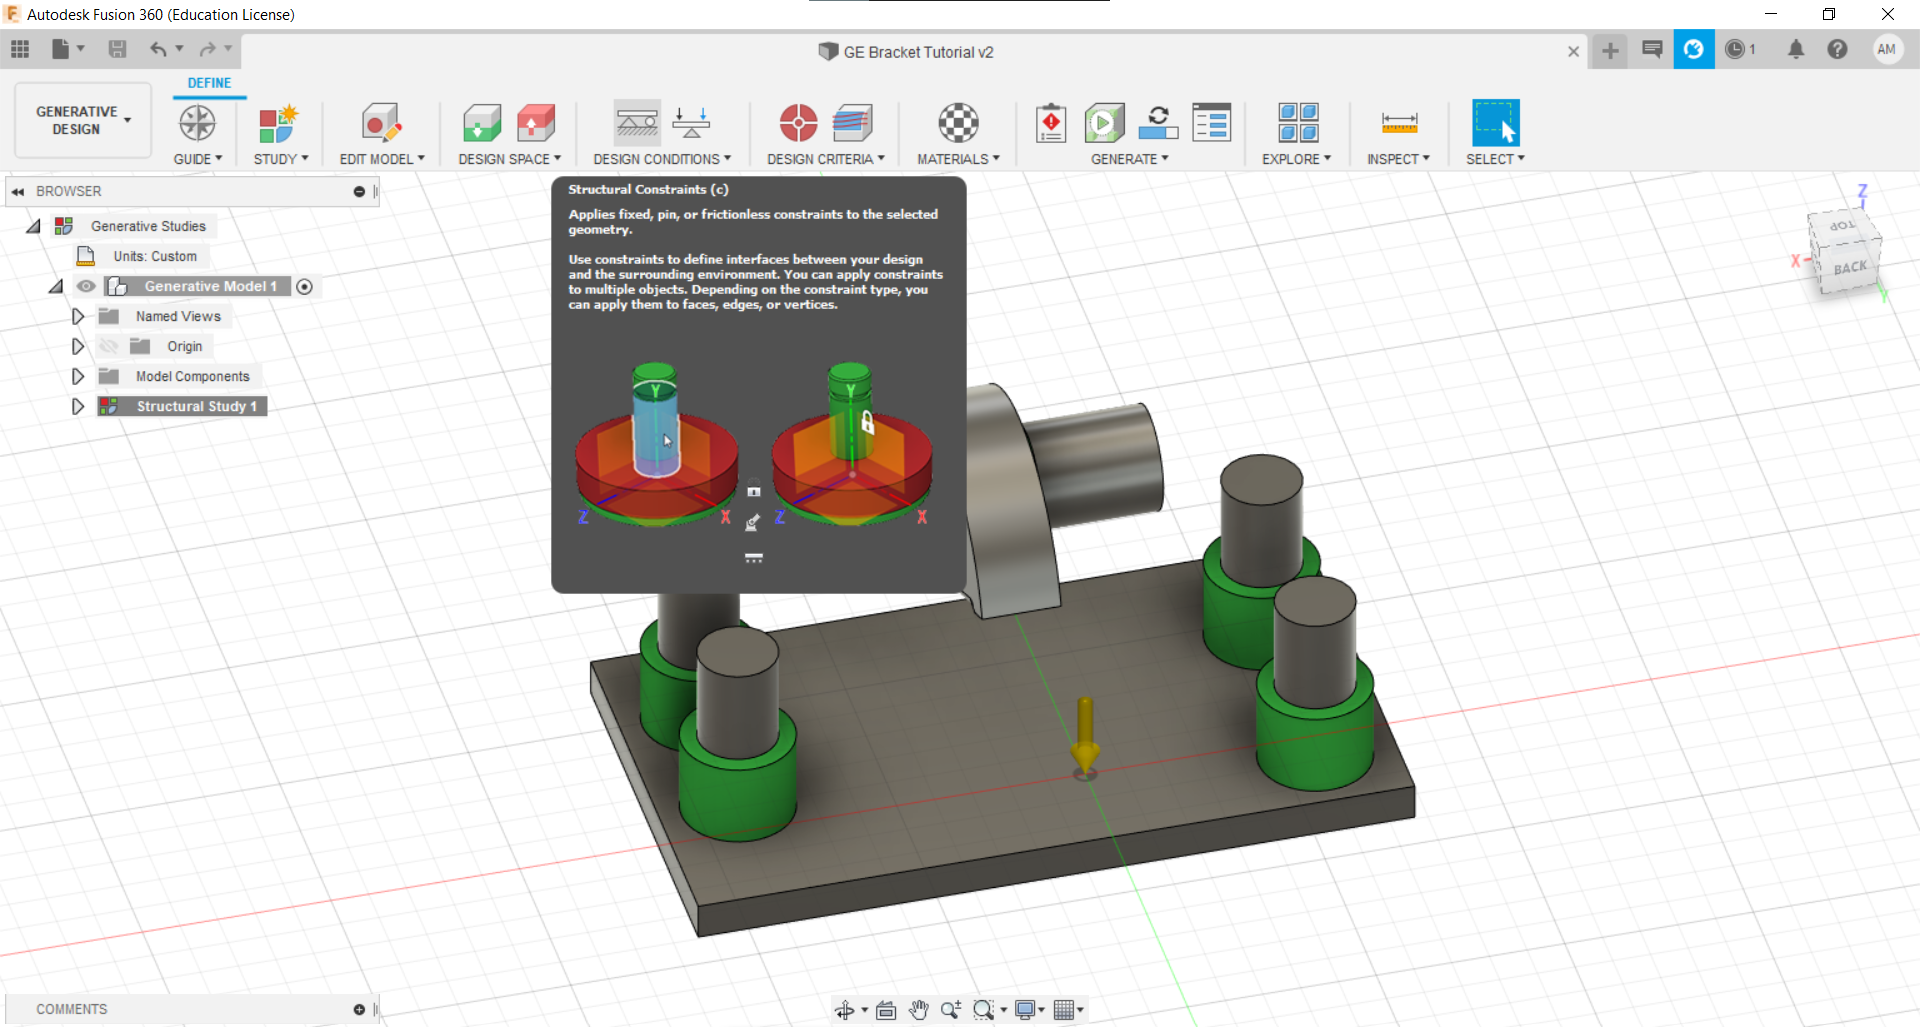 Autodesk Fusion 360 (Education License)
GE Bracket Tutorial v2
1
AM
DEFINE
GENERATIVE
DESIGN
GUIDE
STUDY
EDIT MODEL
DESIGN SPACE
DESIGN CONDITIONS
DESIGN CRITERIA
MATERIALS
GENERATE
EXPLORE
INSPECT
SELECT
BROWSER
Generative Studies
Units: Custom
Generative Model 1
Named Views
Origin
Model Components
Structural Study 1
Structural Constraints (c)
Applies fixed, pin, or frictionless constraints to the selected
geometry.
Use constraints to define interfaces between your design
and the surrounding environment. You can apply constraints
to multiple objects. Depending on the constraint type, you
can apply them to faces, edges, or vertices.
Y
Y
Z
X
Z
X
Z
TOP
X
BACK
Y
COMMENTS